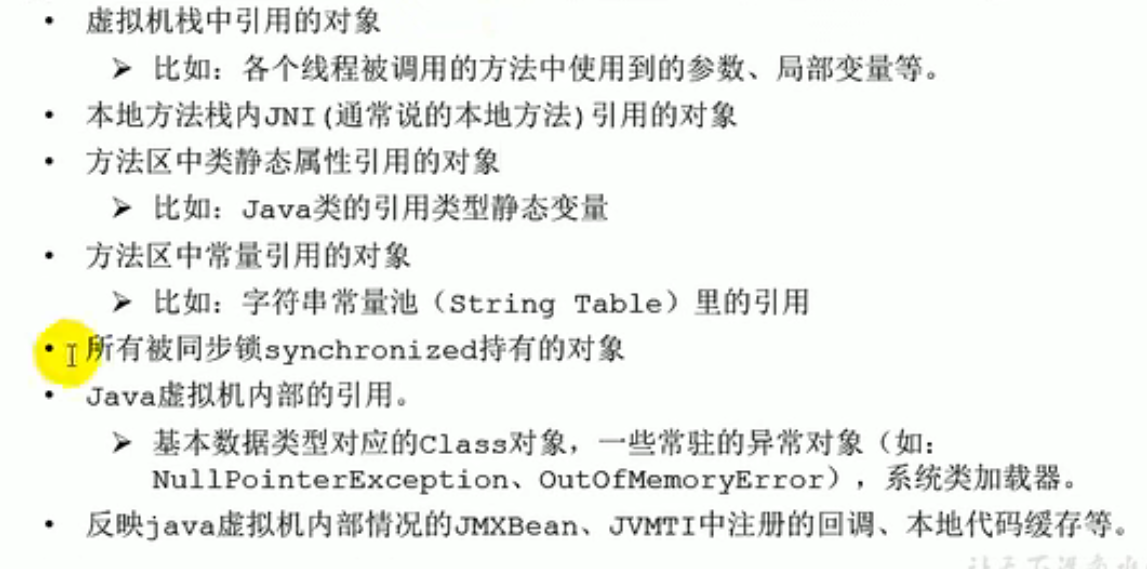 • 虚拟机栈中引用的对象
➤ 比如：各个线程被调用的方法中使用到的参数、局部变量等。
• 本地方法栈内JNI(通常说的本地方法)引用的对象
• 方法区中类静态属性引用的对象
➤ 比如：Java类的引用类型静态变量
• 方法区中常量引用的对象
➤ 比如：字符串常量池（String Table）里的引用
• 所有被同步锁synchronized持有的对象
• Java虚拟机内部的引用。
➤ 基本数据类型对应的Class对象，一些常驻的异常对象（如：
NullPointerException、OutOfMemoryError），系统类加载器。
• 反映java虚拟机内部情况的JMXBean、JVMTI中注册的回调、本地代码缓存等。